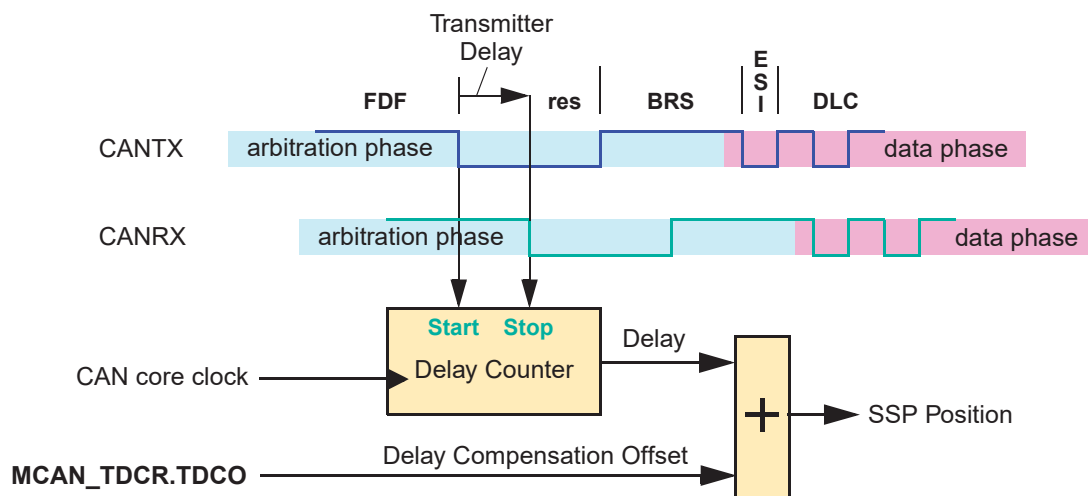 Transmitter
Delay
FDF
res
BRS
E
S
I
DLC
CANTX
arbitration phase
data phase
CANRX
arbitration phase
data phase
Start
Stop
Delay Counter
CAN core clock
Delay
+
SSP Position
MCAN_TDCR.TDCO
Delay Compensation Offset